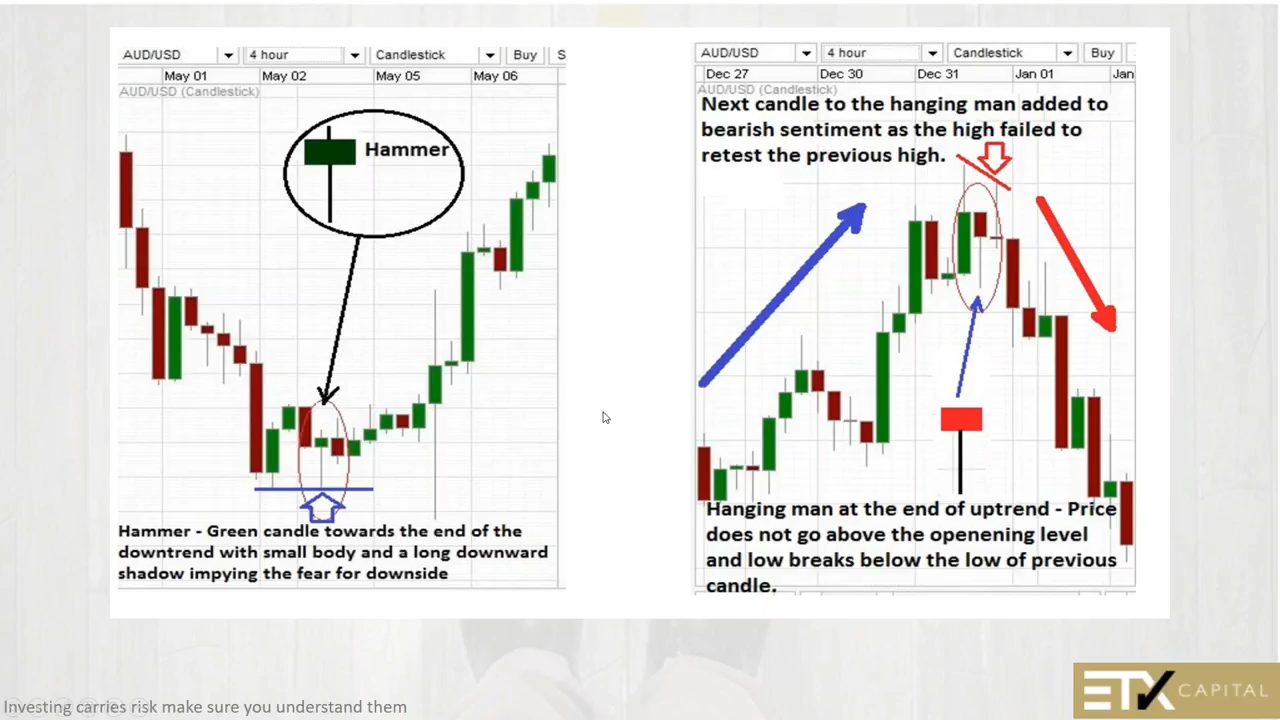 AUD/USD 4 hour Candlestick Buy S
May 01 May 02 May 05 May 06
AUD/USD (Candlestick)
Hammer
Hammer - Green candle towards the end of the
downtrend with small body and a long downward
shadow impying the fear for downside
AUD/USD 4 hour Candlestick Buy
Dec 27 Dec 30 Dec 31 Jan 01 Jan
AUD/USD (Candlestick)
Next candle to the hanging man added to
bearish sentiment as the high failed to
retest the previous high.
Hanging man at the end of uptrend - Price
does not go above the openening level
and low breaks below the low of previous
candle.
ETX CAPITAL
Investing carries risk make sure you understand them